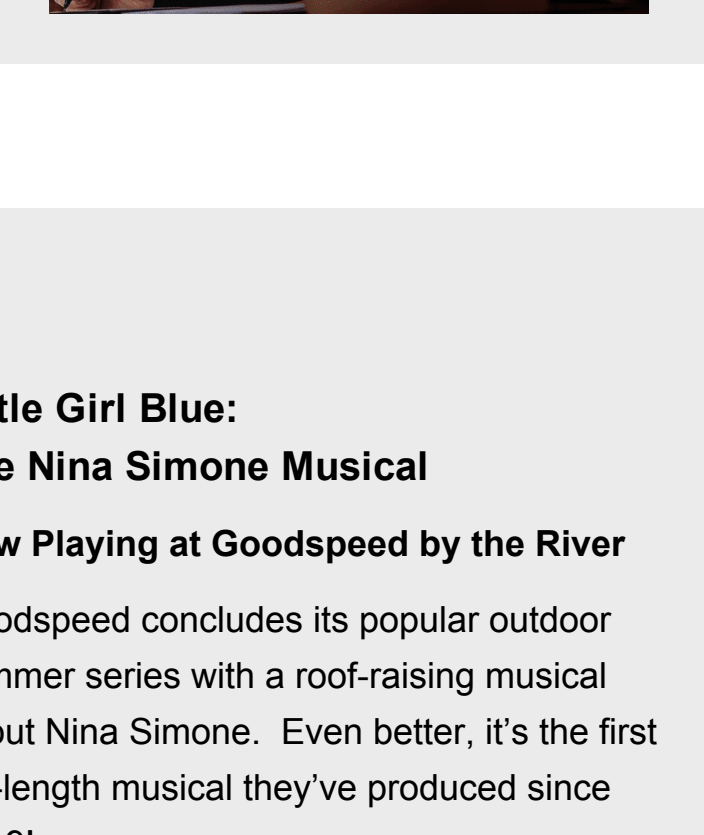 tle Girl Blue:
e Nina Simone Musical
w Playing at Goodspeed by the River
odspeed concludes its popular outdoor
mmer series with a roof-raising musical
out Nina Simone.  Even better, it’s the first
-length musical they’ve produced since